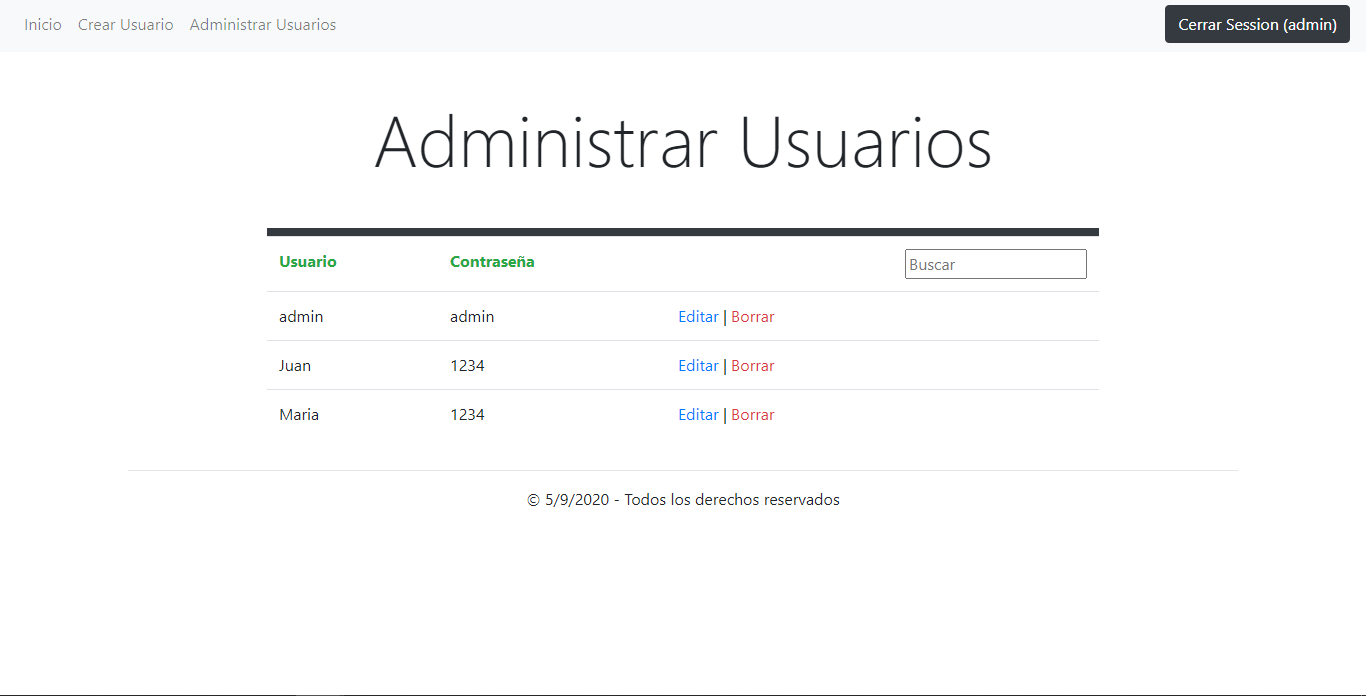 Inicio Crear Usuario Administrar Usuarios Cerrar Session (admin)
Administrar Usuarios
Usuario Contraseña Buscar
admin admin Editar | Borrar
Juan 1234 Editar | Borrar
Maria 1234 Editar | Borrar
© 5/9/2020 - Todos los derechos reservados